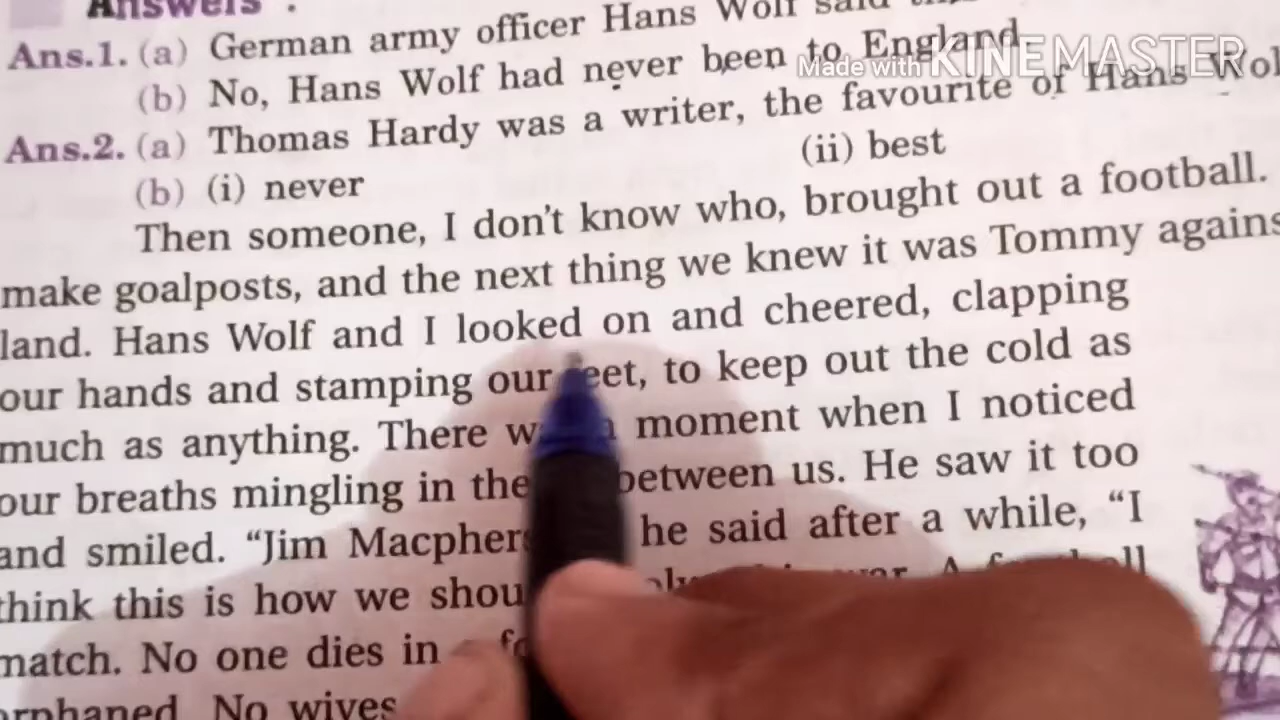 Answers :
Ans.1. (a) German army officer Hans Wolf said
(b) No, Hans Wolf had never been to England.
Made with KINEMASTER
Ans.2. (a) Thomas Hardy was a writer, the favourite of Hans Wol
(b) (i) never (ii) best
Then someone, I don't know who, brought out a football.
make goalposts, and the next thing we knew it was Tommy agains
land. Hans Wolf and I looked on and cheered, clapping
our hands and stamping our feet, to keep out the cold as
much as anything. There moment when I noticed
our breaths mingling in the between us. He saw it too
and smiled. “Jim Macphers he said after a while, “I
think this is how we shou
match. No one dies in
orphaned. No wives